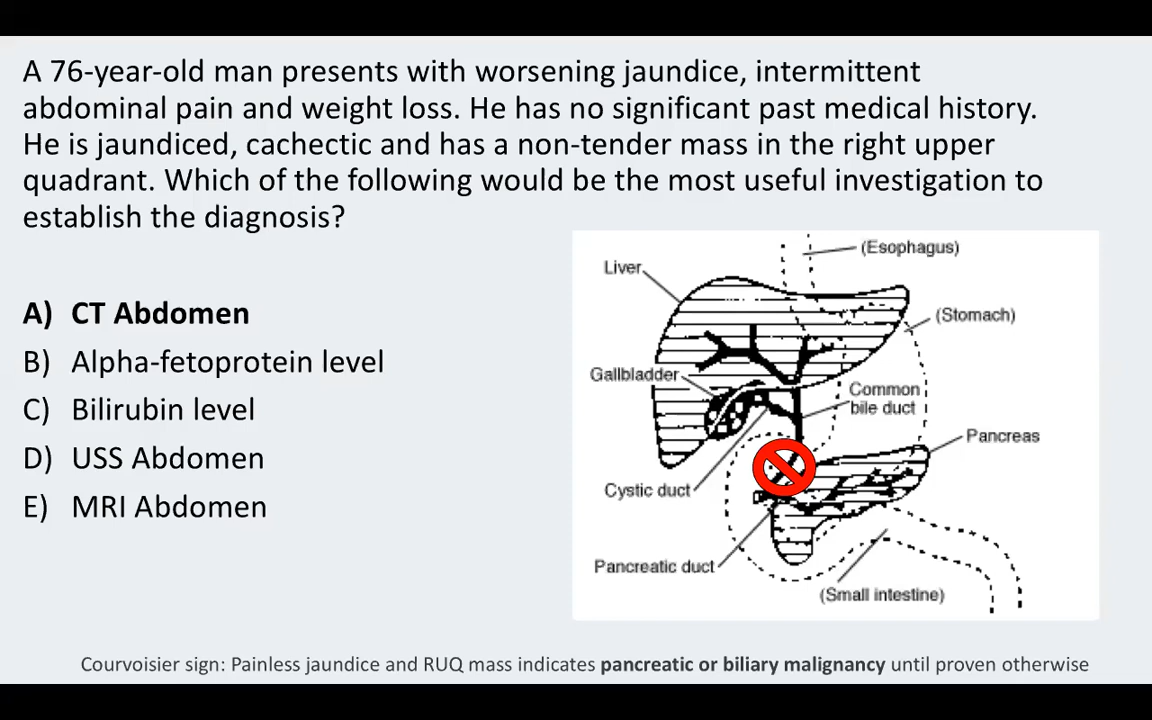 A 76-year-old man presents with worsening jaundice, intermittent
abdominal pain and weight loss. He has no significant past medical history.
He is jaundiced, cachectic and has a non-tender mass in the right upper
quadrant. Which of the following would be the most useful investigation to
establish the diagnosis?
A) CT Abdomen
B) Alpha-fetoprotein level
C) Bilirubin level
D) USS Abdomen
E) MRI Abdomen
(Esophagus)
Liver
(Stomach)
Gallbladder
Common
bile duct
Pancreas
Cystic duct
Pancreatic duct
(Small intestine)
Courvoisier sign: Painless jaundice and RUQ mass indicates pancreatic or biliary malignancy until proven otherwise